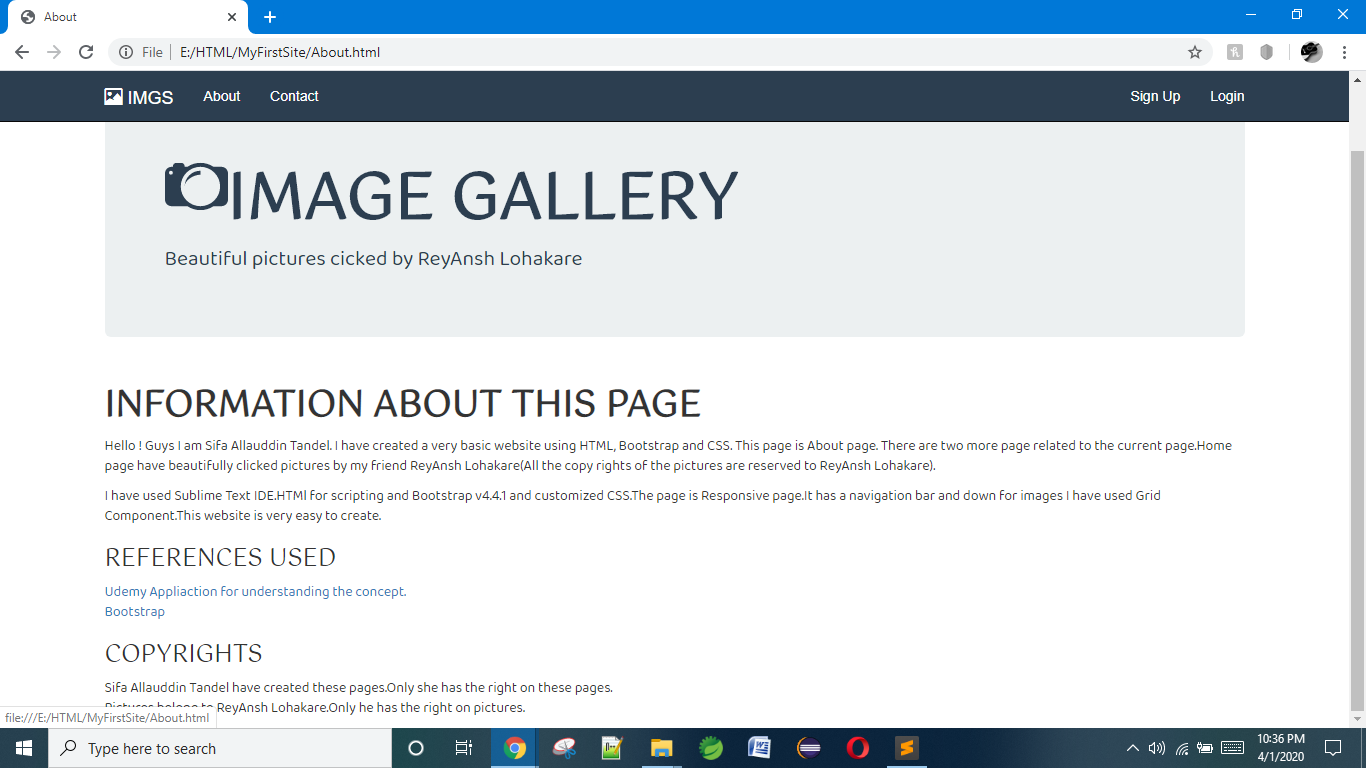 About
File
E:/HTML/MyFirstSite/About.html
IMGS About Contact Sign Up Login
IMAGE GALLERY
Beautiful pictures cicked by ReyAnsh Lohakare
INFORMATION ABOUT THIS PAGE
Hello ! Guys I am Sifa Allauddin Tandel. I have created a very basic website using HTML, Bootstrap and CSS. This page is About page. There are two more page related to the current page.Home
page have beautifully clicked pictures by my friend ReyAnsh Lohakare(All the copy rights of the pictures are reserved to ReyAnsh Lohakare).
I have used Sublime Text IDE.HTMl for scripting and Bootstrap v4.4.1 and customized CSS.The page is Responsive page.It has a navigation bar and down for images I have used Grid
Component.This website is very easy to create.
REFERENCES USED
Udemy Appliaction for understanding the concept.
Bootstrap
COPYRIGHTS
Sifa Allauddin Tandel have created these pages.Only she has the right on these pages.
Pictures belong to ReyAnsh Lohakare.Only he has the right on pictures.
file:///E:/HTML/MyFirstSite/About.html
Type here to search
10:36 PM
4/1/2020